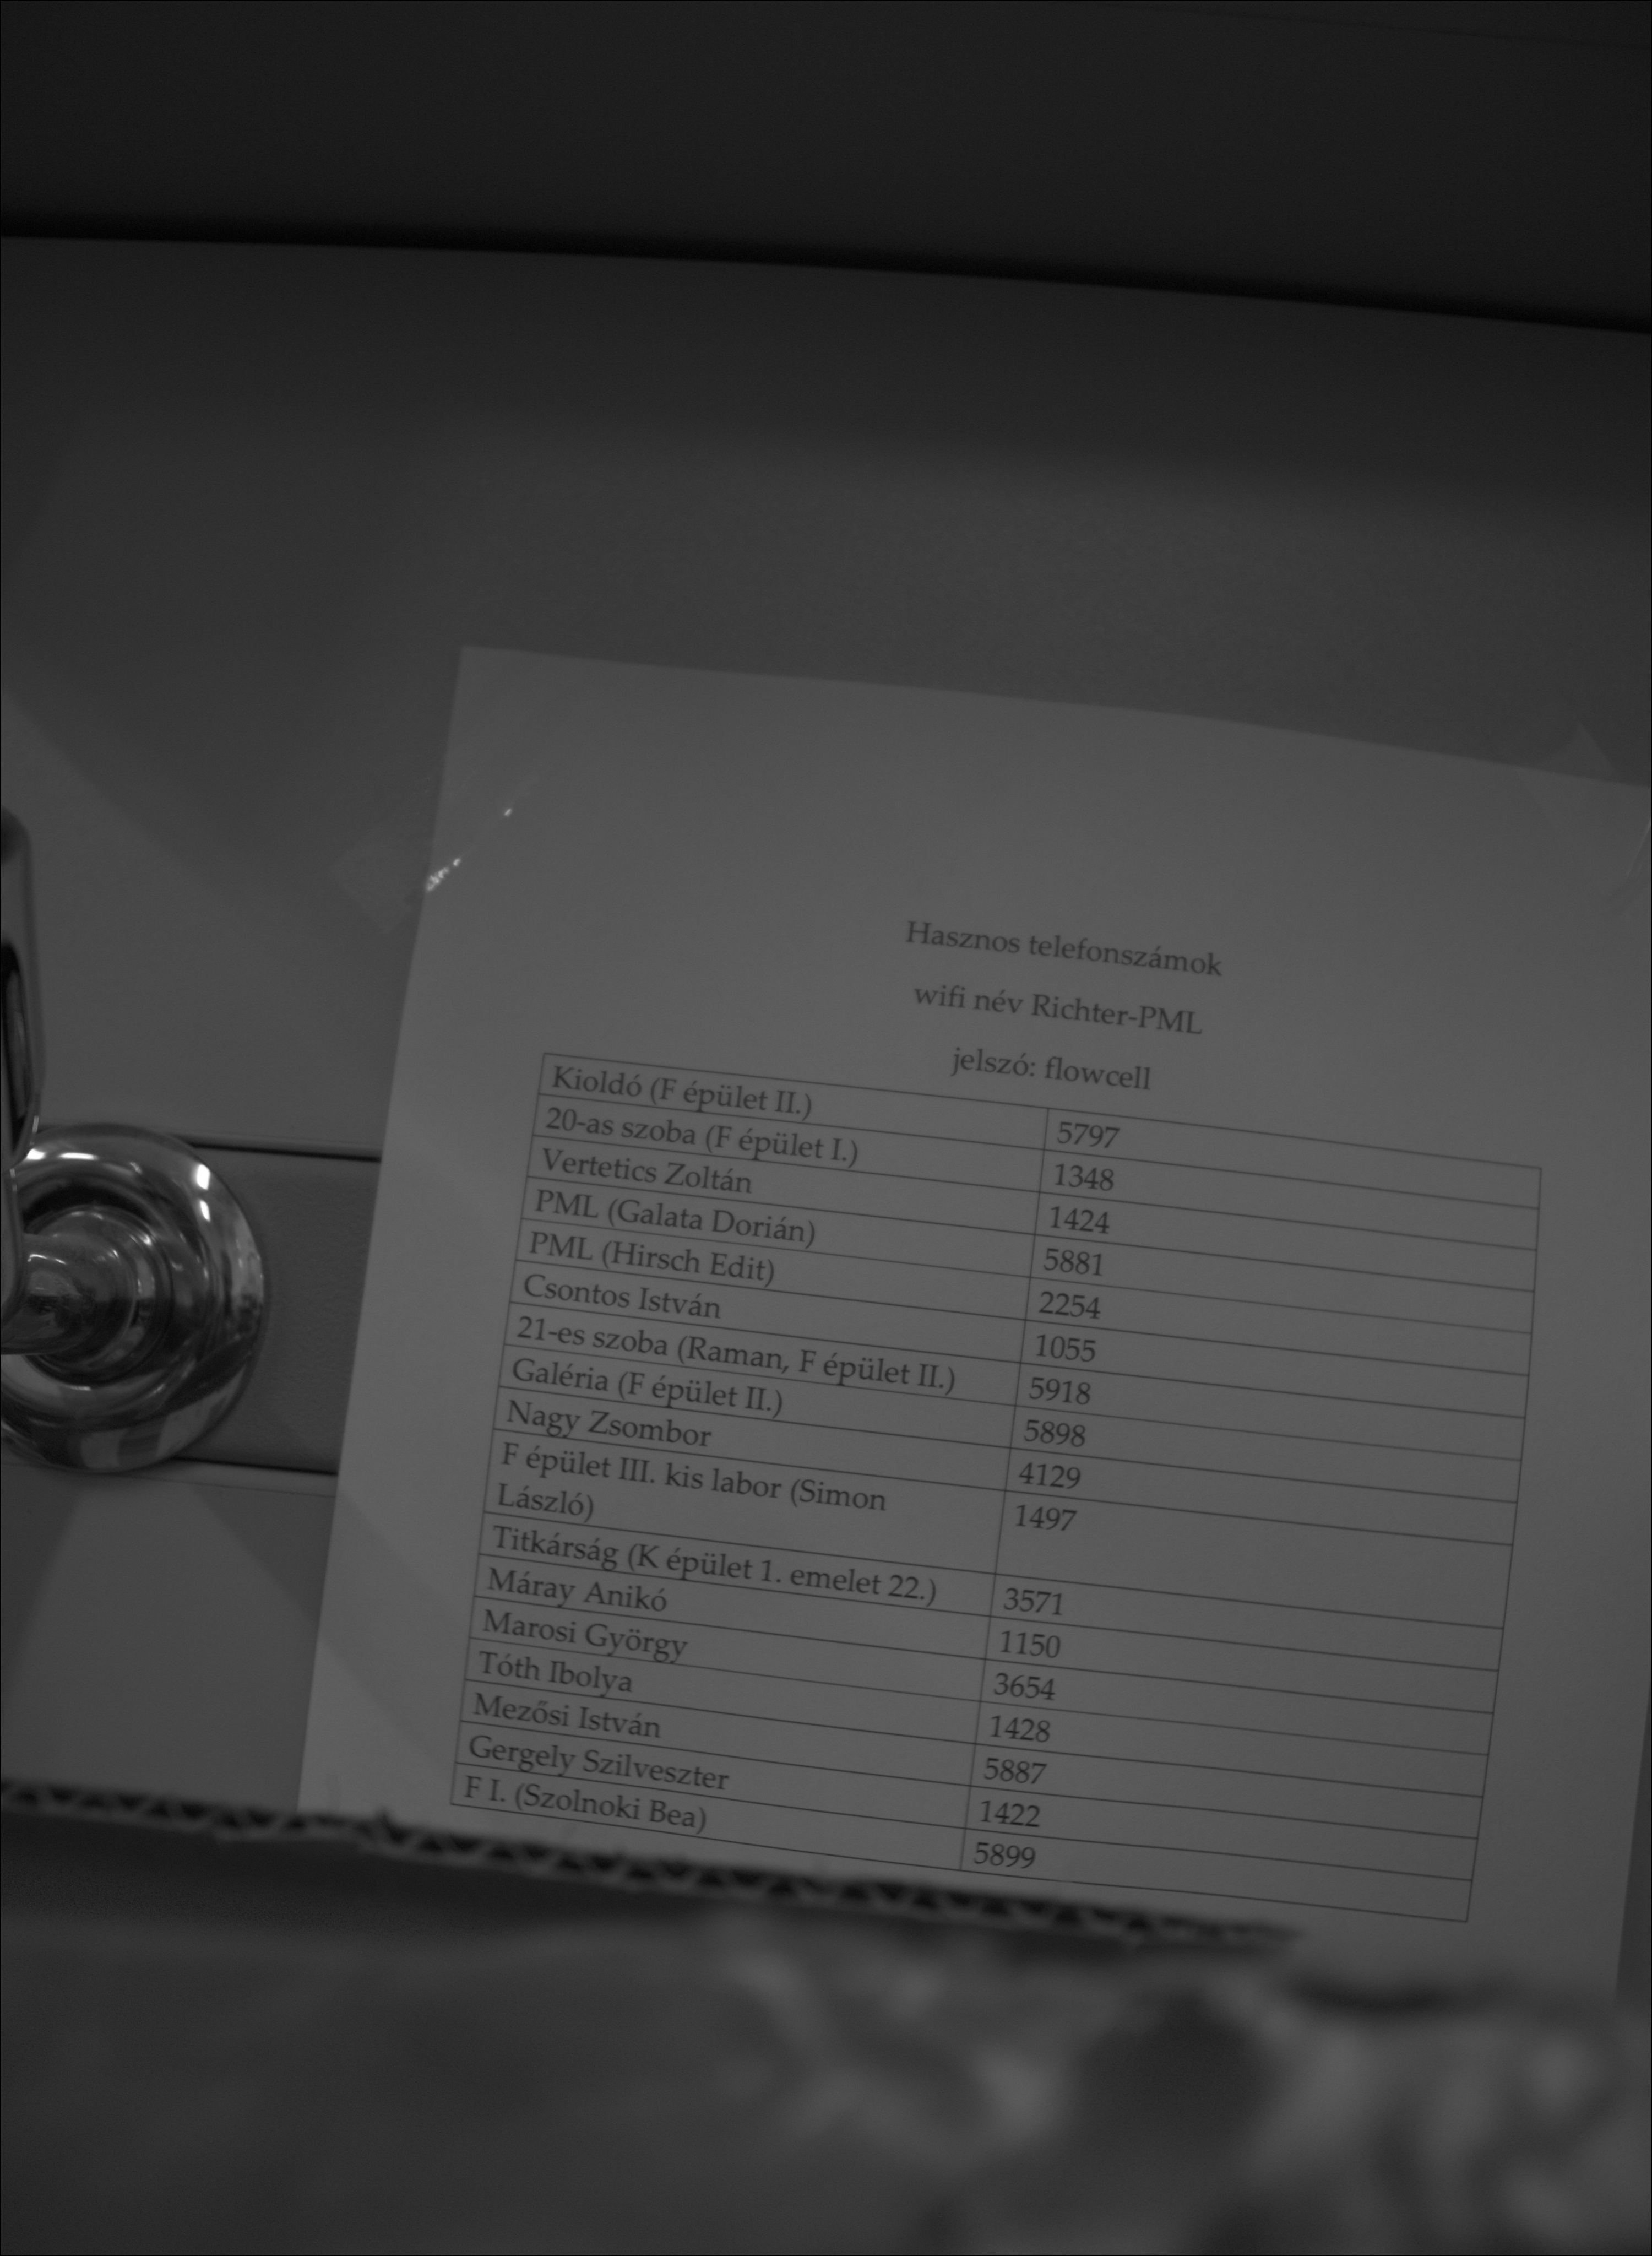 Hasznos telefonszámok
wifi név Richter-PML
jelszó: flowcell
Kioldó (F épület II.) 5797
20-as szoba (F épület I.) 1348
Vertetics Zoltán 1424
PML (Galata Dorián) 5881
PML (Hirsch Edit) 2254
Csontos István 1055
21-es szoba (Raman, F épület II.) 5918
Galéria (F épület II.) 5898
Nagy Zsombor 4129
F épület III. kis labor (Simon 1497
László)
Titkárság (K épület 1. emelet 22.) 3571
Máray Anikó 1150
Marosi György 3654
Tóth Ibolya 1428
Mezősi István 5887
Gergely Szilveszter 1422
F I. (Szolnoki Bea) 5899